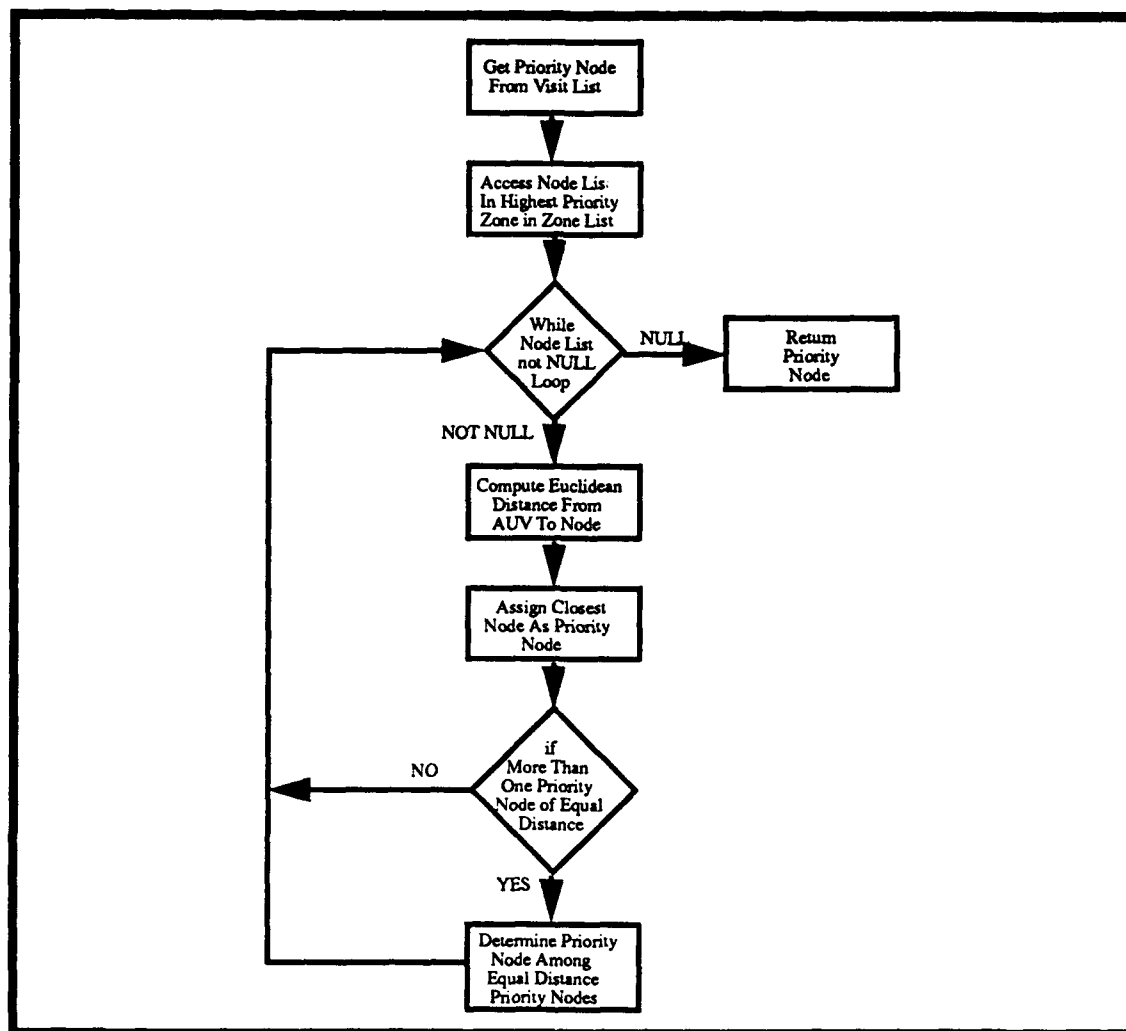 Get Priority Node
From Visit List
Access Node Lis
In Highest Priority
Zone in Zone List
While
Node List
not NULL
Loop
NULL
Return
Priority
Node
NOT NULL
Compute Euclidean
Distance From
AUV To Node
Assign Closest
Node As Priority
Node
if
More Than
One Priority
Node of Equal
Distance
NO
YES
Determine Priority
Node Among
Equal Distance
Priority Nodes